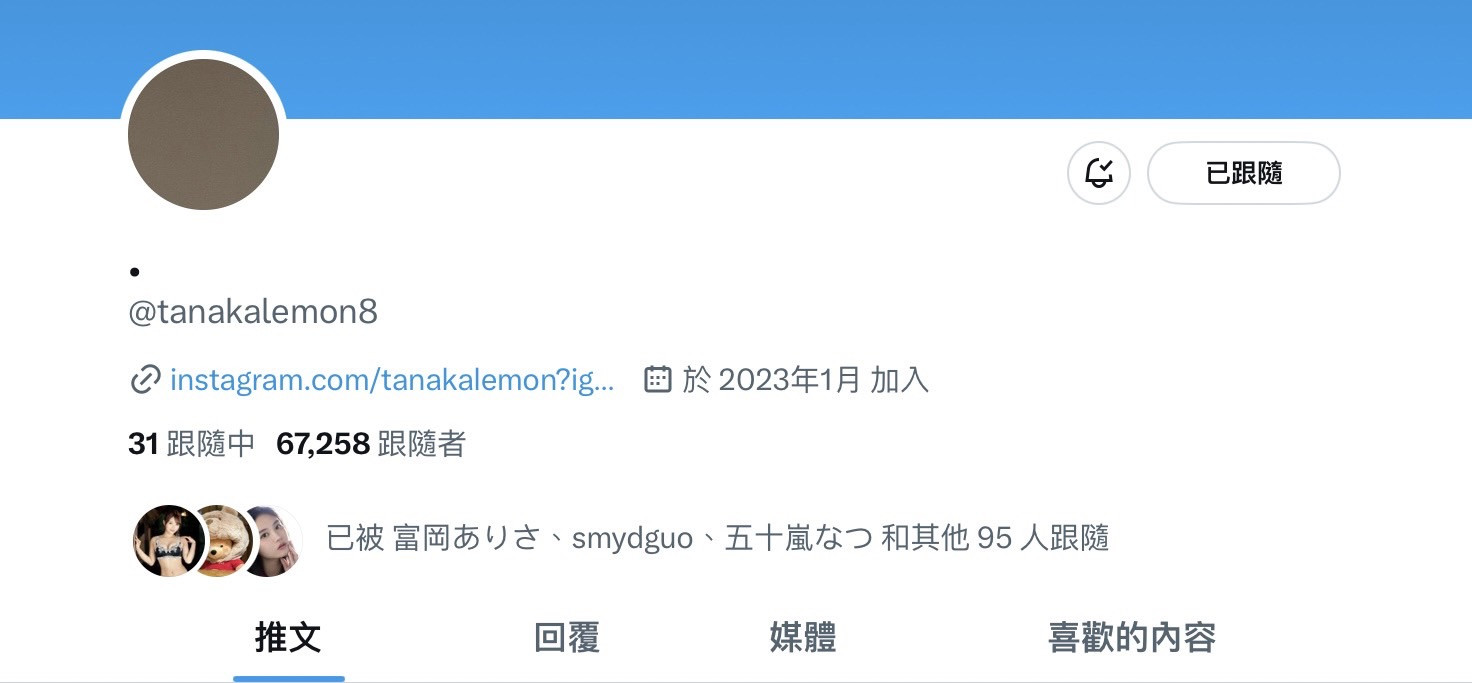 已跟隨
.
@tanakalemon8
instagram.com/tanakalemon?ig... 於 2023年1月 加入
31 跟隨中 67,258 跟隨者
已被 富岡ありさ、smydguo、五十嵐なつ 和其他 95 人跟隨
推文 回覆 媒體 喜歡的內容